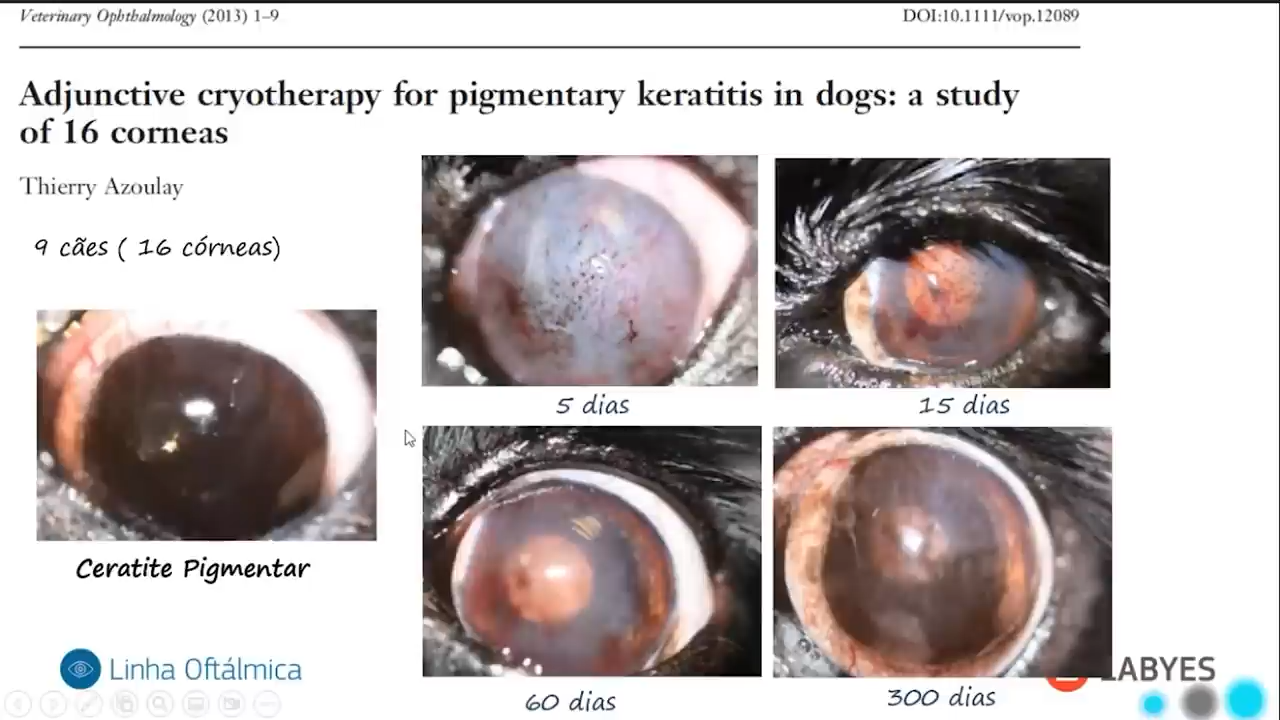 Veterinary Ophthalmology (2013) 1–9
DOI:10.1111/vop.12089
Adjunctive cryotherapy for pigmentary keratitis in dogs: a study
of 16 corneas
Thierry Azoulay
9 cães ( 16 córneas)
5 dias
15 dias
Ceratite Pigmentar
60 dias
300 dias
Linha Oftálmica
LABYES